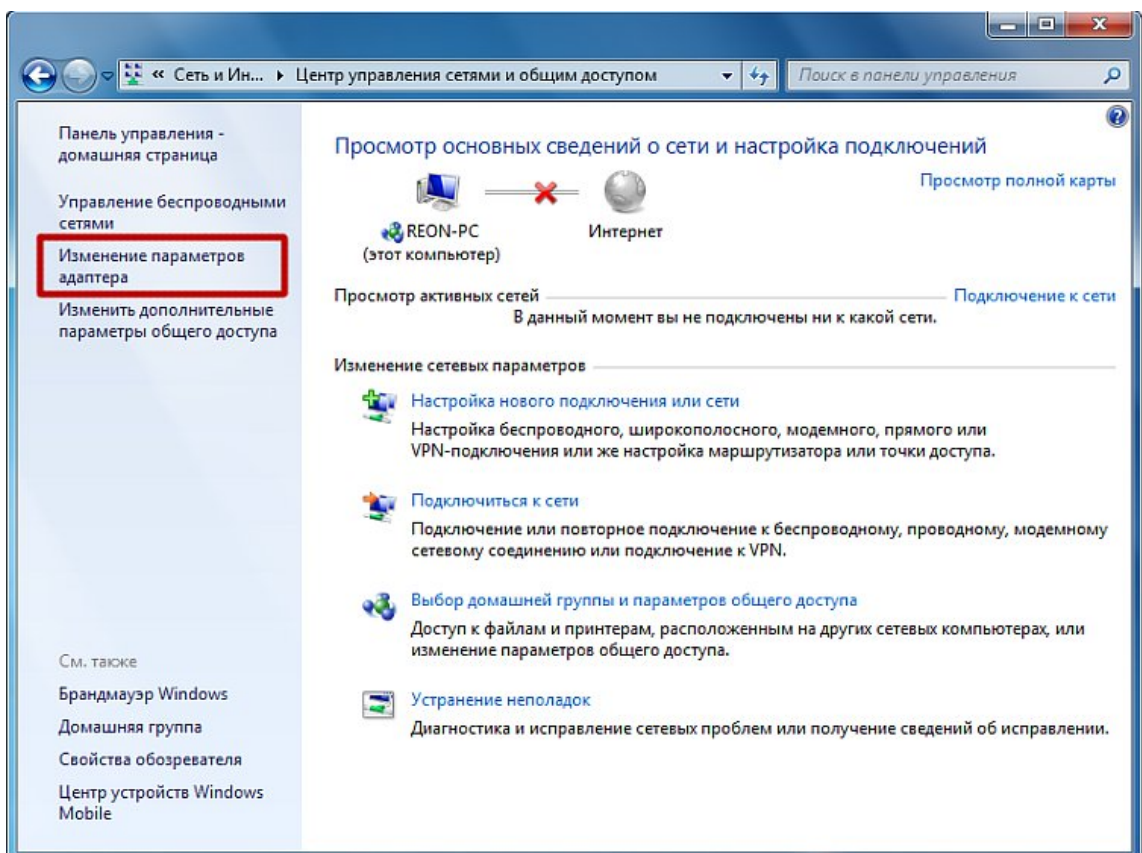 « Сеть и Ин... Центр управления сетями и общим доступом
Поиск в панели управления
Панель управления -
домашняя страница
Управление беспроводными
сетями
Изменение параметров
адаптера
Изменить дополнительные
параметры общего доступа
См. также
Брандмауэр Windows
Домашняя группа
Свойства обозревателя
Центр устройств Windows
Mobile
Просмотр основных сведений о сети и настройка подключений
Просмотр полной карты
REON-PC
(этот компьютер)
Интернет
Просмотр активных сетей
Подключение к сети
В данный момент вы не подключены ни к какой сети.
Изменение сетевых параметров
Настройка нового подключения или сети
Настройка беспроводного, широкополосного, модемного, прямого или
VPN-подключения или же настройка маршрутизатора или точки доступа.
Подключиться к сети
Подключение или повторное подключение к беспроводному, проводному, модемному
сетевому соединению или подключение к VPN.
Выбор домашней группы и параметров общего доступа
Доступ к файлам и принтерам, расположенным на других сетевых компьютерах, или
изменение параметров общего доступа.
Устранение неполадок
Диагностика и исправление сетевых проблем или получение сведений об исправлении.